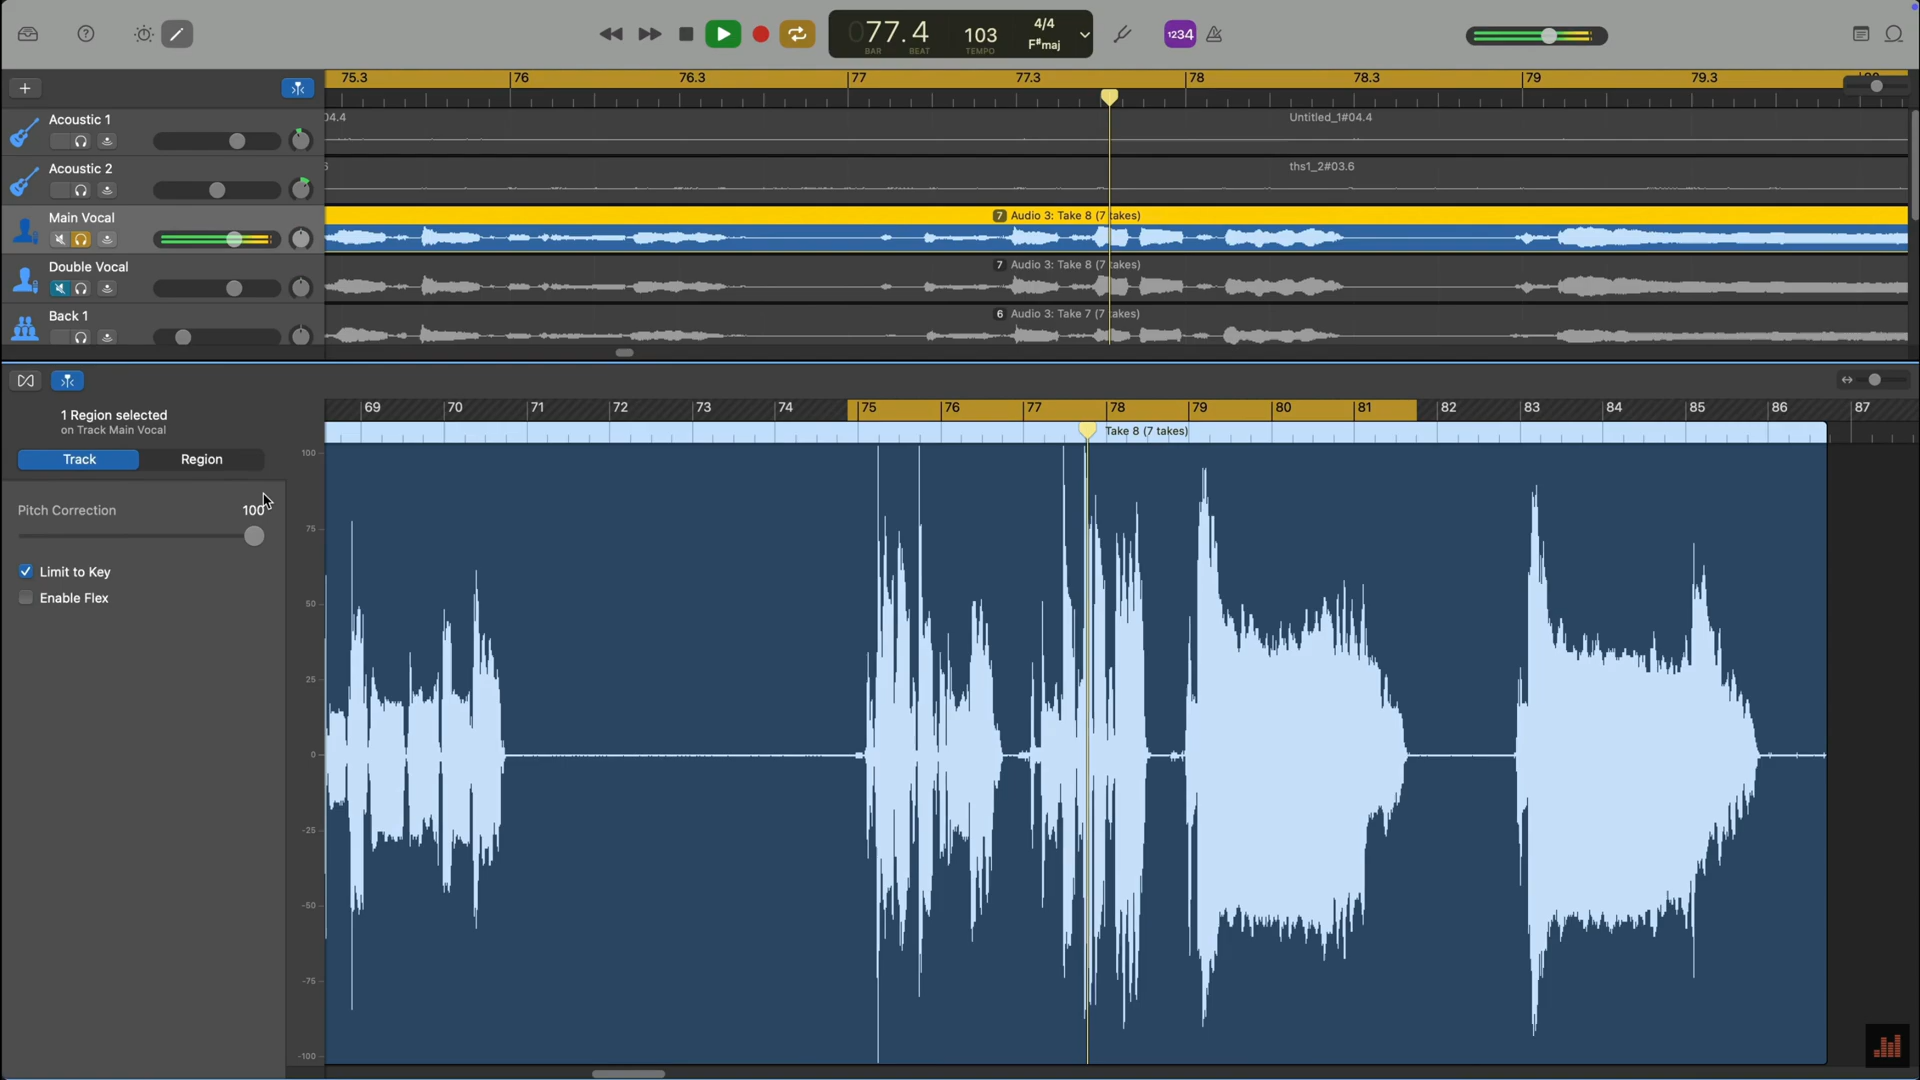 077.4
BAR BEAT
103
TEMPO
4/4
F#maj
1234
75.3 76 76.3 77 77.3 78 78.3 79 79.3 80
Acoustic 1
04.4 Untitled_1#04.4
Acoustic 2
6 ths1_2#03.6
Main Vocal
7 Audio 3: Take 8 (7 takes)
Double Vocal
7 Audio 3: Take 8 (7 takes)
Back 1
6 Audio 3: Take 7 (7 takes)
1 Region selected
on Track Main Vocal
69 70 71 72 73 74 75 76 77 78 79 80 81 82 83 84 85 86 87
Take 8 (7 takes)
Track Region
Pitch Correction 100
Limit to Key
Enable Flex
100
75
50
25
0
-25
-50
-75
-100